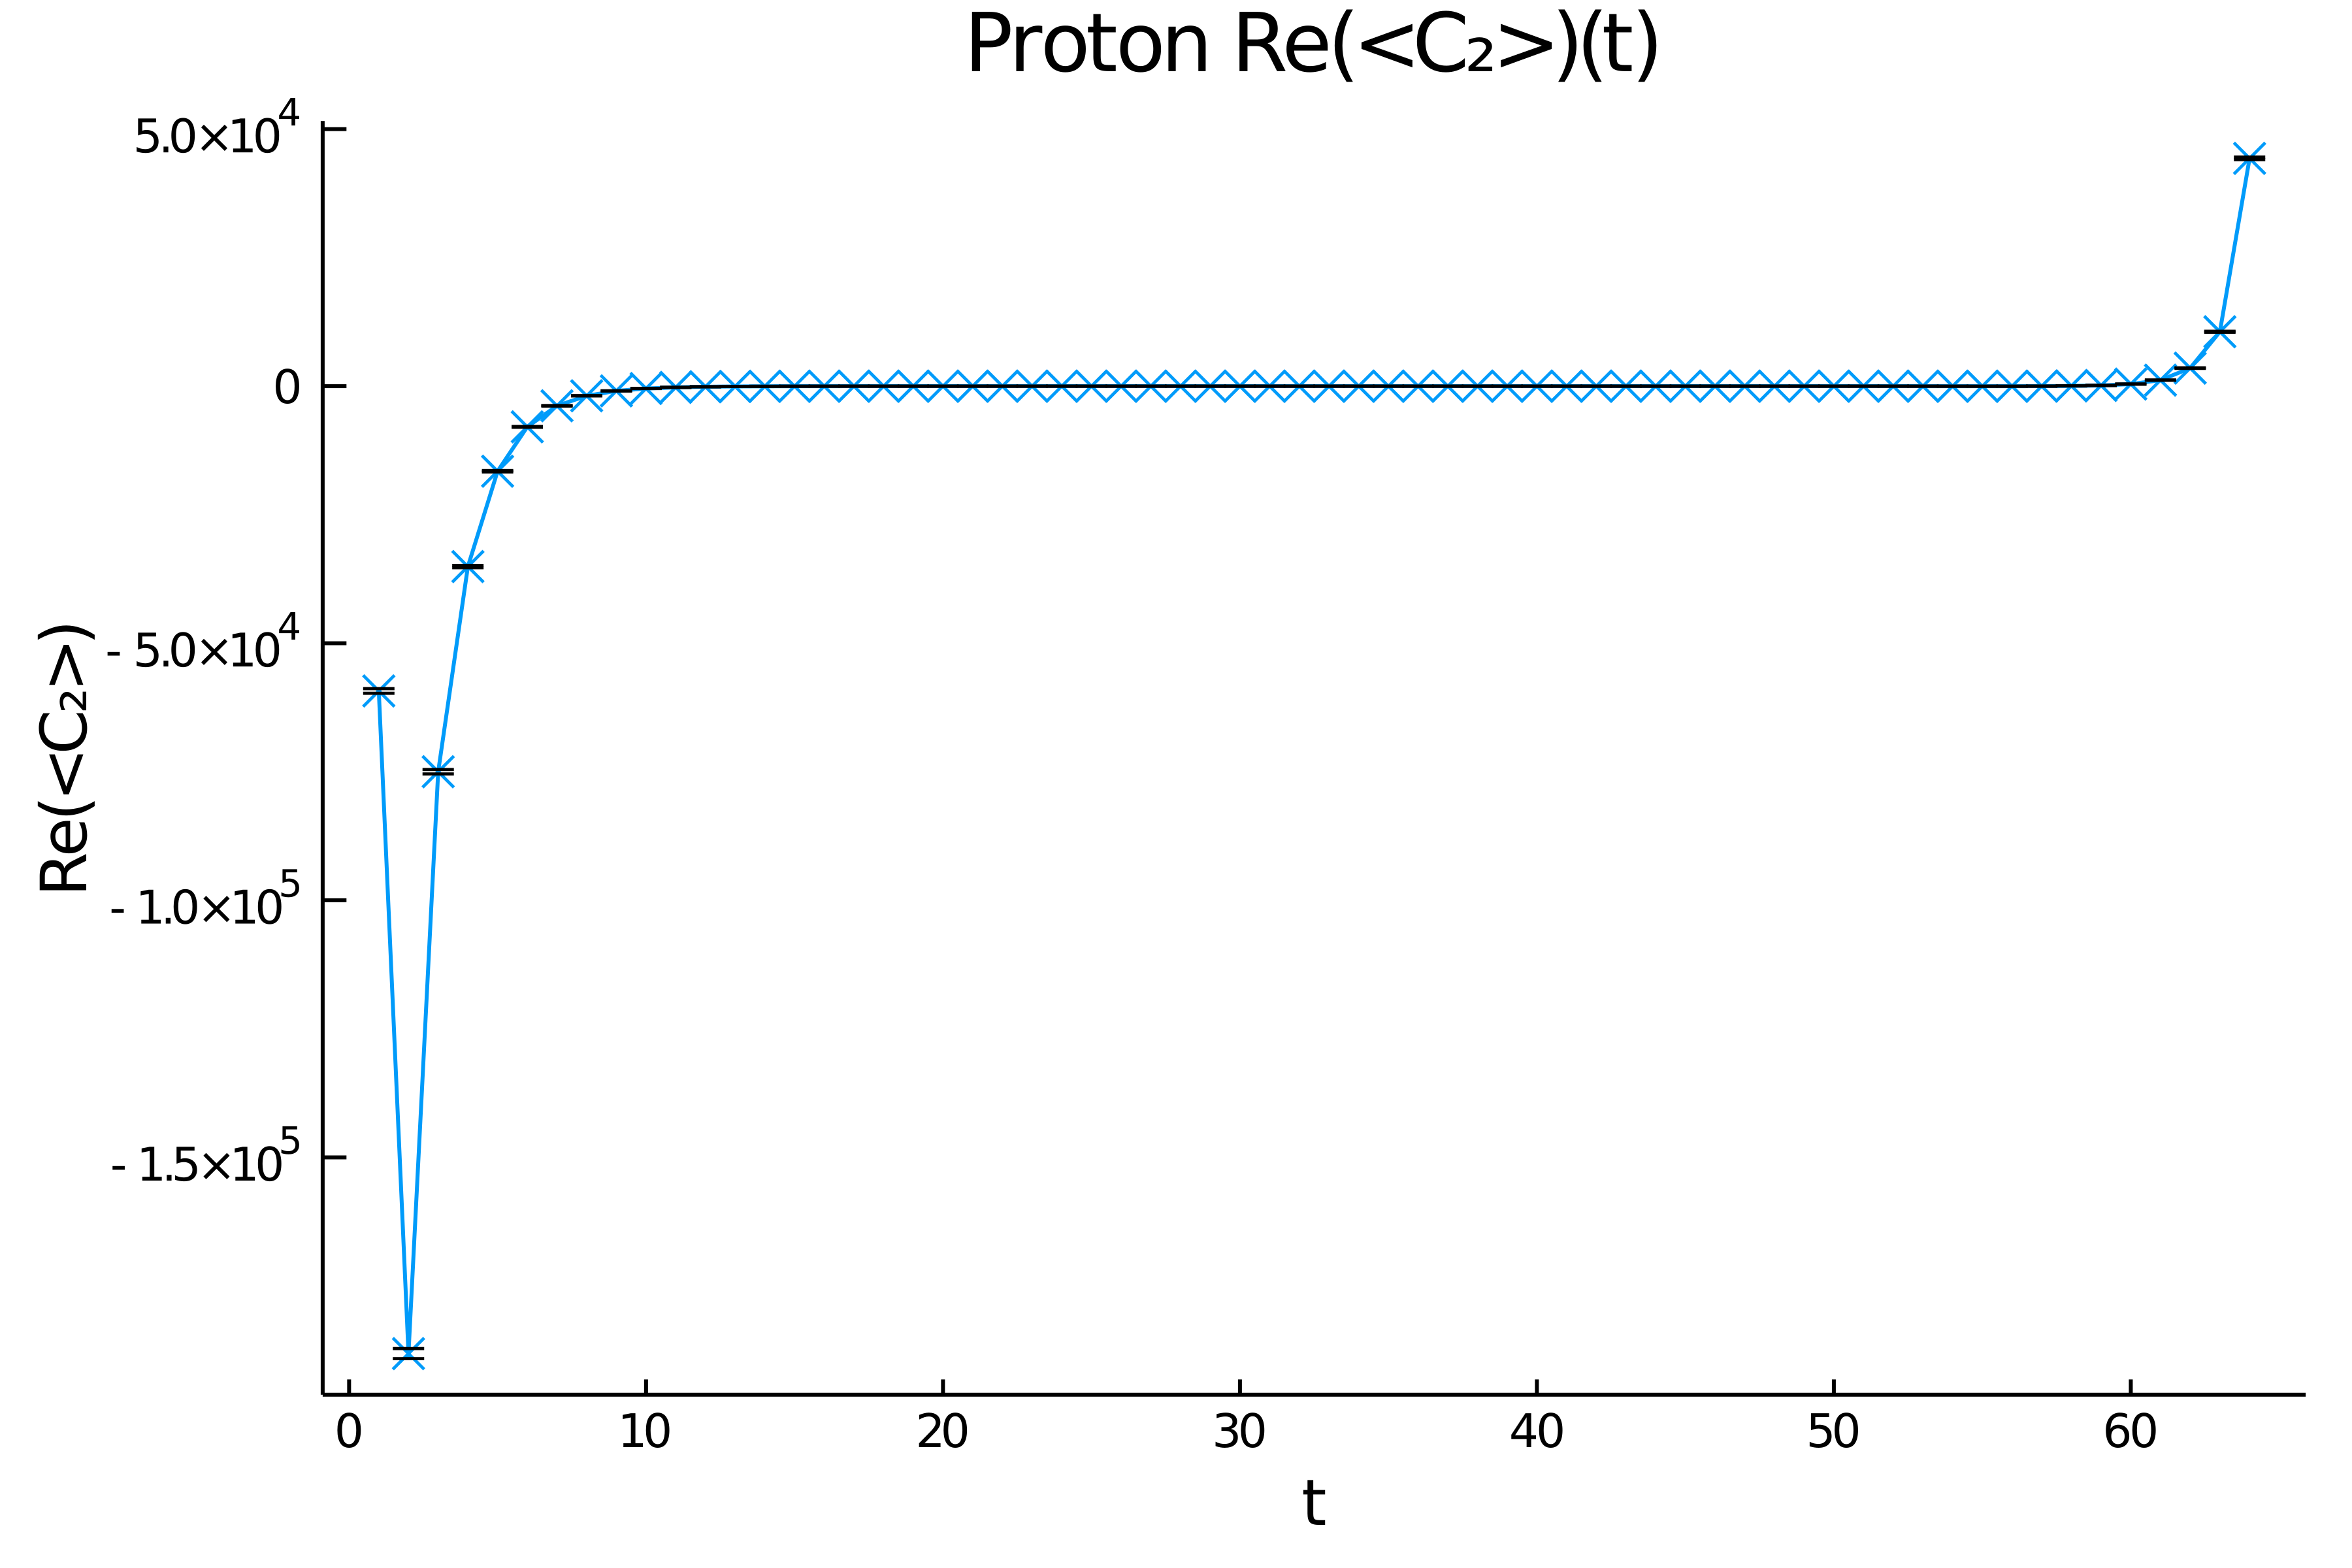 Proton Re(<C₂>)(t)
5.0×10⁴
0
- 5.0×10⁴
- 1.0×10⁵
- 1.5×10⁵
Re(<C₂>)
0 10 20 30 40 50 60
t